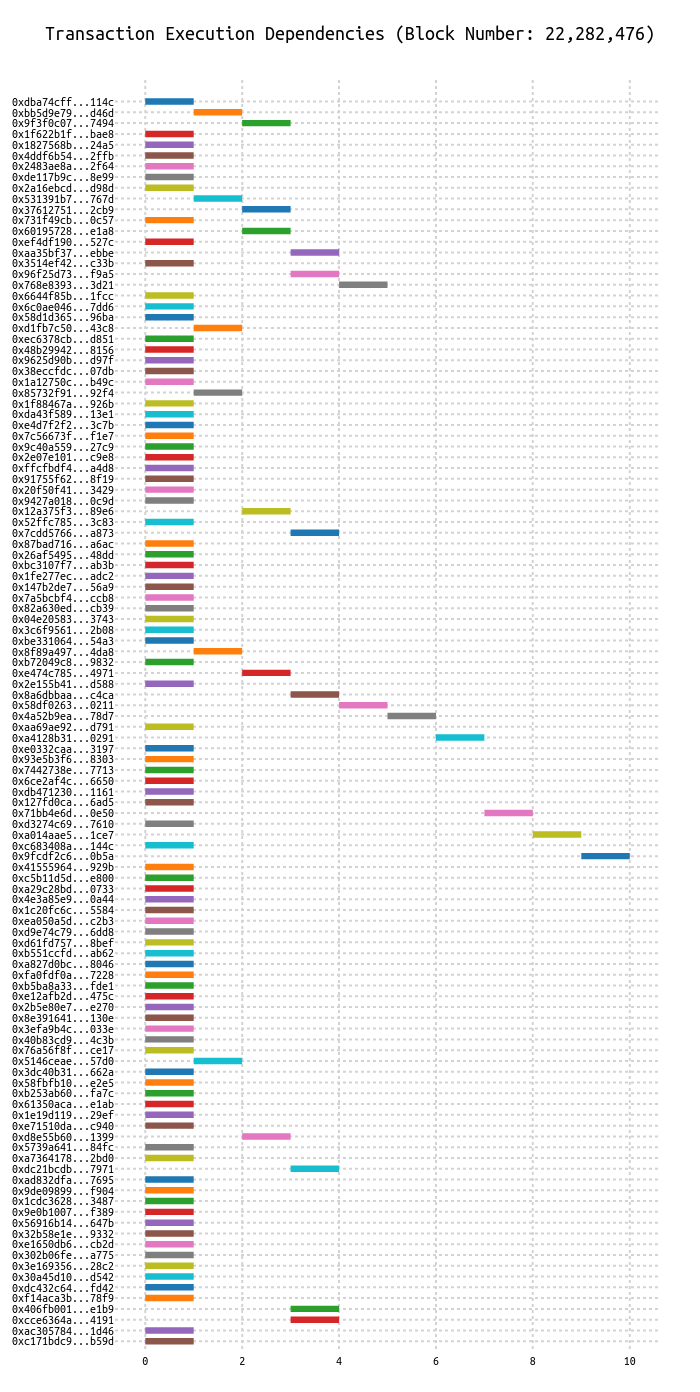 Transaction Execution Dependencies (Block Number: 22,282,476)
0xdba74cff...114c
0xbb5d9e79...d46d
0x9f3f0c07...7494
0x1f622b1f...bae8
0x1827568b...24a5
0x4ddf6b54...2ffb
0x2483ae8a...2f64
0xde117b9c...8e99
0x2a16ebcd...d98d
0x531391b7...767d
0x37612751...2cb9
0x731f49cb...0c57
0x60195728...e1a8
0xef4df190...527c
0xaa35bf37...ebbe
0x3514ef42...c33b
0x96f25d73...f9a5
0x768e8393...3d21
0x6644f85b...1fcc
0x6c0ae046...7dd6
0x58d1d365...96ba
0xd1fb7c50...43c8
0xec6378cb...d851
0x48b29942...8156
0x9625d90b...d97f
0x38eccfdc...07db
0x1a12750c...b49c
0x85732f91...92f4
0x1f88467a...926b
0xda43f589...13e1
0xe4d7f2f2...3c7b
0x7c56673f...f1e7
0x9c40a559...27c9
0x2e07e101...c9e8
0xffcfbdf4...a4d8
0x91755f62...8f19
0x20f50f41...3429
0x9427a018...0c9d
0x12a375f3...89e6
0x52ffc785...3c83
0x7cdd5766...a873
0x87bad716...a6ac
0x26af5495...48dd
0xbc3107f7...ab3b
0x1fe277ec...adc2
0x147b2de7...56a9
0x7a5bcbf4...ccb8
0x82a630ed...cb39
0x04e20583...3743
0x3c6f9561...2b08
0xbe331064...54a3
0x8f89a497...4da8
0xb72049c8...9832
0xe474c785...4971
0x2e155b41...d588
0x8a6dbbaa...c4ca
0x58df0263...0211
0x4a52b9ea...78d7
0xaa69ae92...d791
0xa4128b31...0291
0xe0332caa...3197
0x93e5b3f6...8303
0x7442738e...7713
0x6ce2af4c...6650
0xdb471230...1161
0x127fd0ca...6ad5
0x71bb4e6d...0e50
0xd3274c69...7610
0xa014aae5...1ce7
0xc683408a...144c
0x9fcdf2c6...0b5a
0x41555964...929b
0xc5b11d5d...e800
0xa29c28bd...0733
0x4e3a85e9...0a44
0x1c20fc6c...5584
0xea050a5d...c2b3
0xd9e74c79...6dd8
0xd61fd757...8bef
0xb551ccfd...ab62
0xa827d0bc...8046
0xfa0fdf0a...7228
0xb5ba8a33...fde1
0xe12afb2d...475c
0x2b5e80e7...e270
0x8e391641...130e
0x3efa9b4c...033e
0x40b83cd9...4c3b
0x76a56f8f...ce17
0x5146ceae...57d0
0x3dc40b31...662a
0x58fbfb10...e2e5
0xb253ab60...fa7c
0x61350aca...e1ab
0x1e19d119...29ef
0xe71510da...c940
0xd8e55b60...1399
0x5739a641...84fc
0xa7364178...2bd0
0xdc21bcdb...7971
0xad832dfa...7695
0x9de09899...f904
0x1cdc3628...3487
0x9e0b1007...f389
0x56916b14...647b
0x32b58e1e...9332
0xe1650db6...cb2d
0x302b06fe...a775
0x3e169356...28c2
0x30a45d10...d542
0xdc432c64...fd42
0xf14aca3b...78f9
0x406fb001...e1b9
0xcce6364a...4191
0xac305784...1d46
0xc171bdc9...b59d
0 2 4 6 8 10